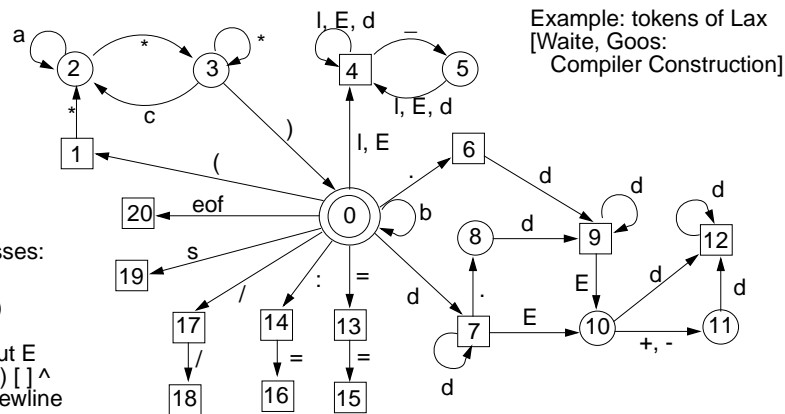 Example: tokens of Lax
[Waite, Goos:
Compiler Construction]
a
2
*
3
*
l, E, d
4
_
5
*
c
l, E, d
1
(
)
l, E
.
6
d
d
d
20
eof
0
b
8
d
9
12
s
19
/
:
=
d
.
E
d
d
17
14
13
7
E
10
+, -
11
/
=
=
d
18
16
15
sses:
)
ut E
) [ ] ^
ewline